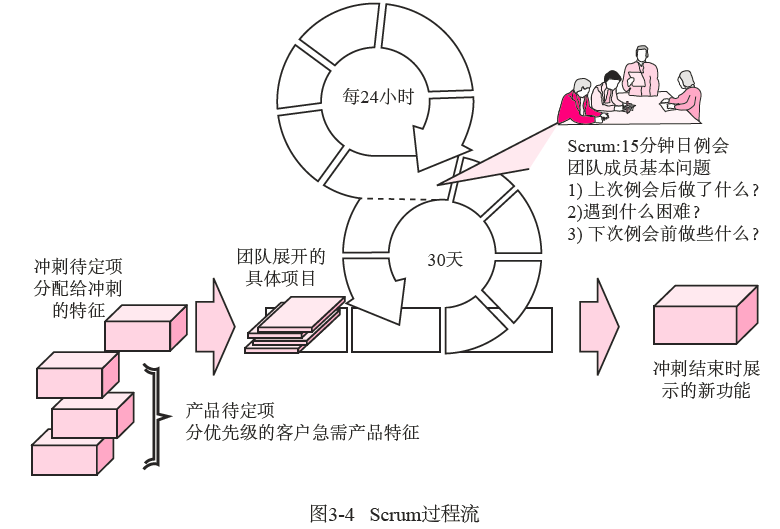 每24小时
Scrum:15分钟日例会
团队成员基本问题
1) 上次例会后做了什么?
2)遇到什么困难?
3) 下次例会前做些什么?
30天
团队展开的
具体项目
冲刺待定项
分配给冲刺
的特征
产品待定项
分优先级的客户急需产品特征
冲刺结束时展
示的新功能
图3-4 Scrum过程流